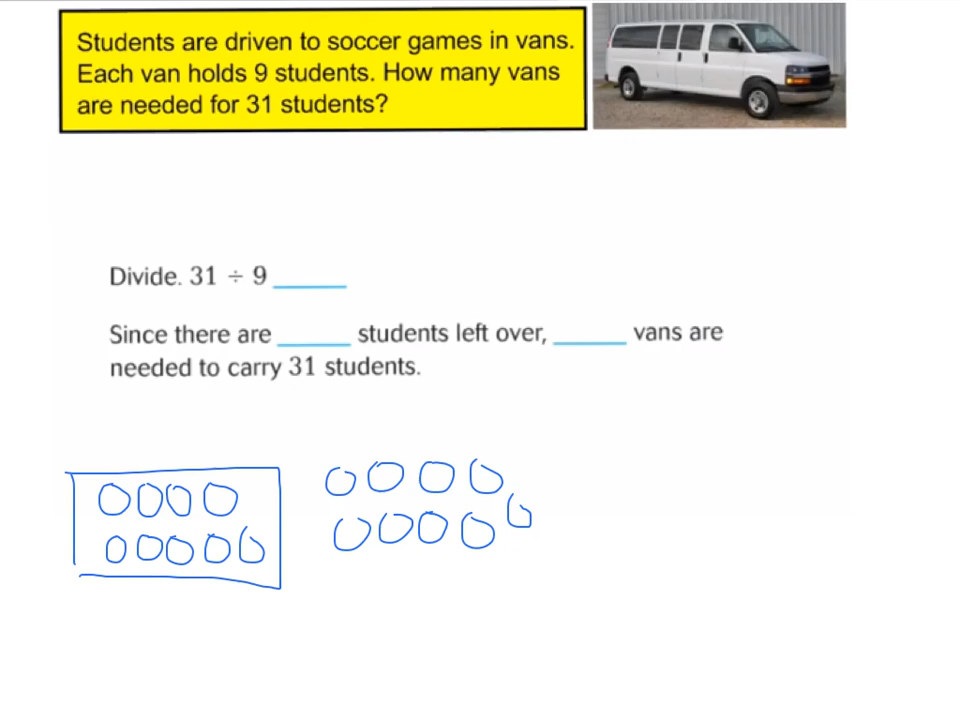 Students are driven to soccer games in vans.
Each van holds 9 students. How many vans
are needed for 31 students?
Divide. 31 ÷ 9 ______
Since there are ______ students left over, ______ vans are
needed to carry 31 students.